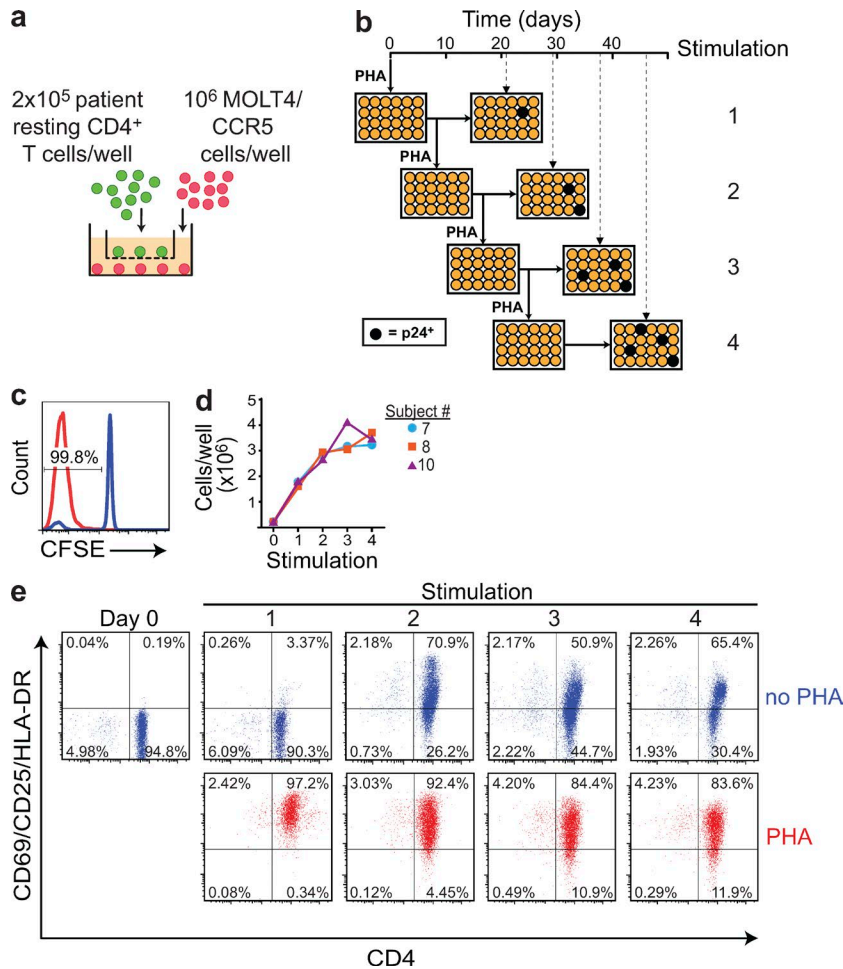 a
2x10⁵ patient
resting CD4⁺
T cells/well
10⁶ MOLT4/
CCR5
cells/well
b
Time (days)
0 10 20 30 40
Stimulation
PHA
1
PHA
2
PHA
3
PHA
4
= p24⁺
c
Count
99.8%
CFSE
d
Cells/well
(x10⁶)
5
4
3
2
1
0 1 2 3 4
Stimulation
Subject #
7
8
10
e
Stimulation
Day 0 1 2 3 4
0.04% 0.19% 0.26% 3.37% 2.18% 70.9% 2.17% 50.9% 2.26% 65.4%
no PHA
4.98% 94.8% 6.09% 90.3% 0.73% 26.2% 2.22% 44.7% 1.93% 30.4%
2.42% 97.2% 3.03% 92.4% 4.20% 84.4% 4.23% 83.6%
PHA
0.08% 0.34% 0.12% 4.45% 0.49% 10.9% 0.29% 11.9%
CD69/CD25/HLA-DR
CD4